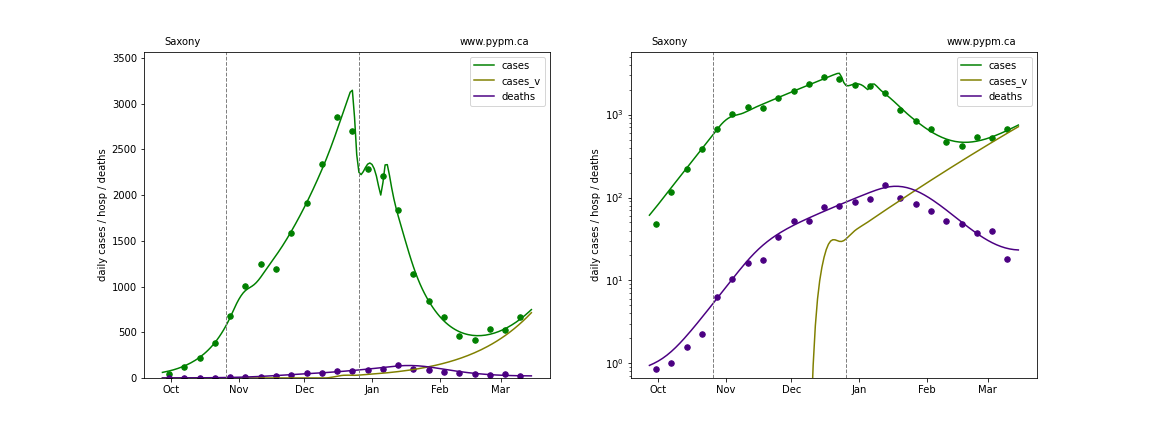 Saxony www.pypm.ca
cases
cases_v
deaths
daily cases / hosp / deaths
3500
3000
2500
2000
1500
1000
500
0
Oct Nov Dec Jan Feb Mar
Saxony www.pypm.ca
cases
cases_v
deaths
daily cases / hosp / deaths
10³
10²
10¹
10⁰
Oct Nov Dec Jan Feb Mar